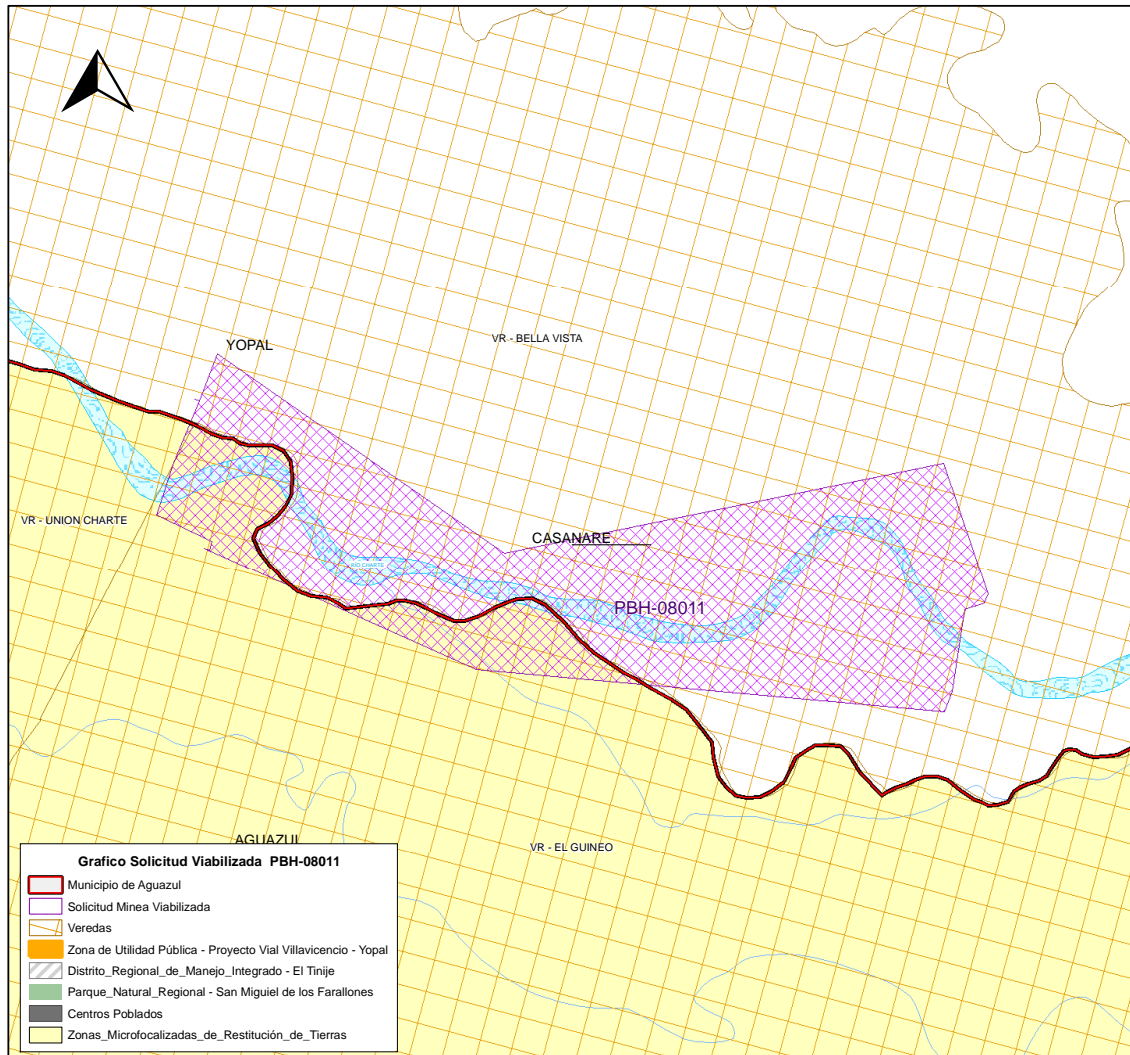 YOPAL
VR - BELLA VISTA
VR - UNION CHARTE
CASANARE
RIO CHARTE
PBH-08011
AGUAZUL
VR - EL GUINEO
Grafico Solicitud Viabilizada PBH-08011
Municipio de Aguazul
Solicitud Minea Viabilizada
Veredas
Zona de Utilidad Pública - Proyecto Vial Villavicencio - Yopal
Distrito_Regional_de_Manejo_Integrado - El Tinije
Parque_Natural_Regional - San Miguel de los Farallones
Centros Poblados
Zonas_Microfocalizadas_de_Restitución_de_Tierras